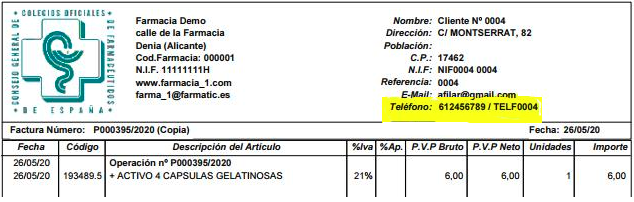 CONSEJO GENERAL DE COLEGIOS OFICIALES DE FARMACEUTICOS DE ESPAÑA
Farmacia Demo
calle de la Farmacia
Denia (Alicante)
Cod.Farmacia: 000001
N.I.F. 11111111H
www.farmacia_1.com
farma_1@farmatic.es
Nombre: Cliente Nº 0004
Dirección: C/ MONTSERRAT, 82
Población:
C.P.: 17462
N.I.F: NIF0004 0004
Referencia: 0004
E-Mail: afilar@gmail.com
Teléfono: 612456789 / TELF0004
Factura Número: P000395/2020 (Copia) Fecha: 26/05/20
Fecha Código Descripción del Artículo %Iva %Ap. P.V.P Bruto P.V.P Neto Unidades Importe
26/05/20 Operación nº P000395/2020
26/05/20 193489.5 + ACTIVO 4 CAPSULAS GELATINOSAS 21% 6,00 6,00 1 6,00